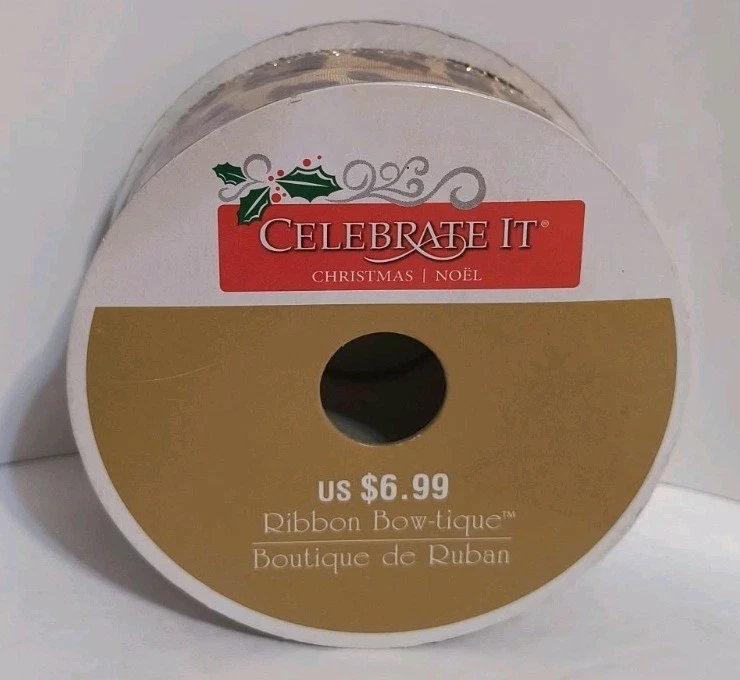 CELEBRATE IT®
CHRISTMAS | NOËL
US $6.99
Ribbon Bow-tique™
Boutique de Ruban